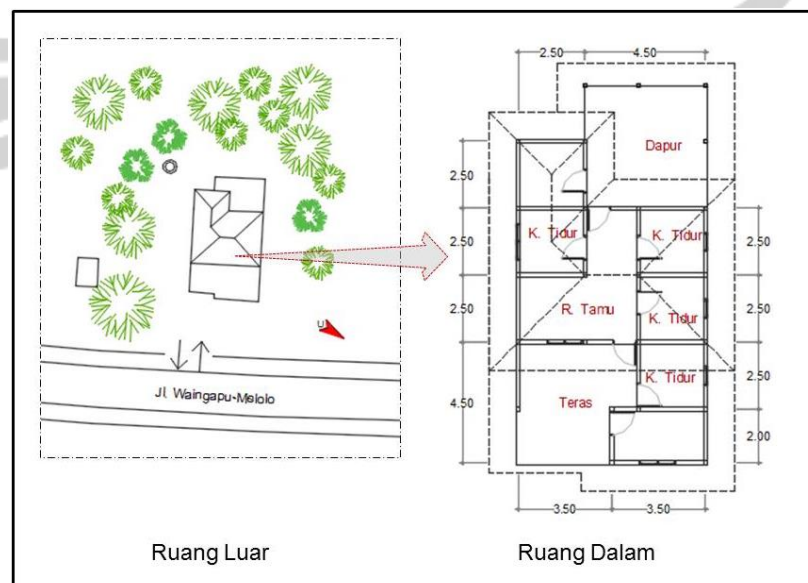 2.50
4.50
Dapur
2.50
2.50
K. Tidur
K. Tidur
2.50
2.50
R. Tamu
K. Tidur
2.50
K. Tidur
2.50
4.50
Teras
2.00
3.50
3.50
U
Jl. Waingapu-Melolo
Ruang Luar
Ruang Dalam